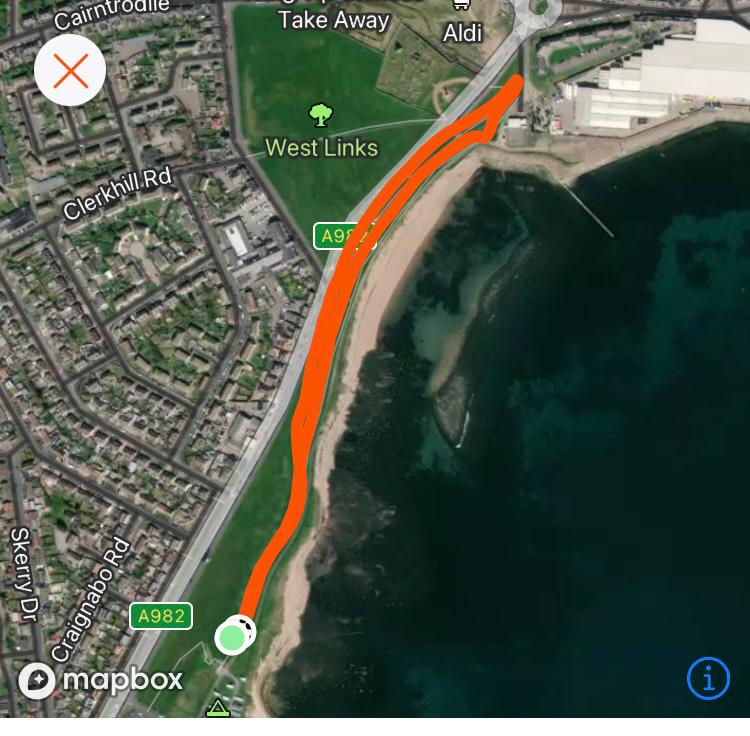 Cairntrodlie
Take Away
Aldi
West Links
Clerkhill Rd
A982
Skerry Dr
Craignabo Rd
A982
mapbox